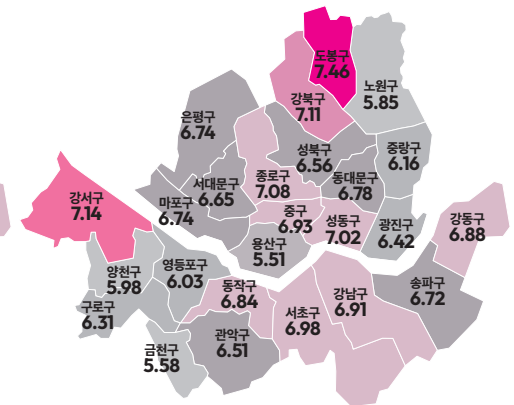 도봉구
7.46
노원구
5.85
강북구
7.11
은평구
6.74
성북구
6.56
중랑구
6.16
종로구
7.08
동대문구
6.78
서대문구
6.65
강서구
7.14
마포구
6.74
중구
6.93
성동구
7.02
광진구
6.42
강동구
6.88
용산구
5.51
양천구
5.98
영등포구
6.03
동작구
6.84
강남구
6.91
송파구
6.72
구로구
6.31
서초구
6.98
관악구
6.51
금천구
5.58